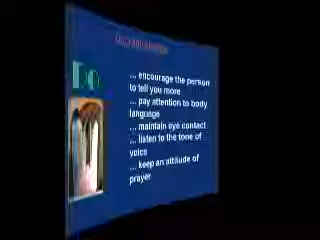 Do
... encourage the person
to tell you more
... pay attention to body
language
... maintain eye contact
... listen to the tone of
voice
... keep an attitude of
prayer